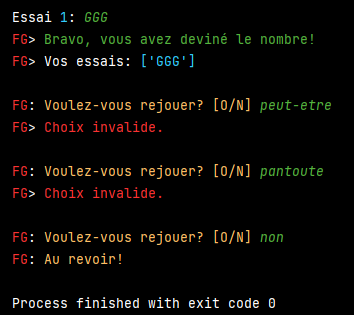 Essai 1: GGG
FG> Bravo, vous avez deviné le nombre!
FG> Vos essais: ['GGG']
FG: Voulez-vous rejouer? [O/N] peut-etre
FG> Choix invalide.
FG: Voulez-vous rejouer? [O/N] pantoute
FG> Choix invalide.
FG: Voulez-vous rejouer? [O/N] non
FG: Au revoir!
Process finished with exit code 0